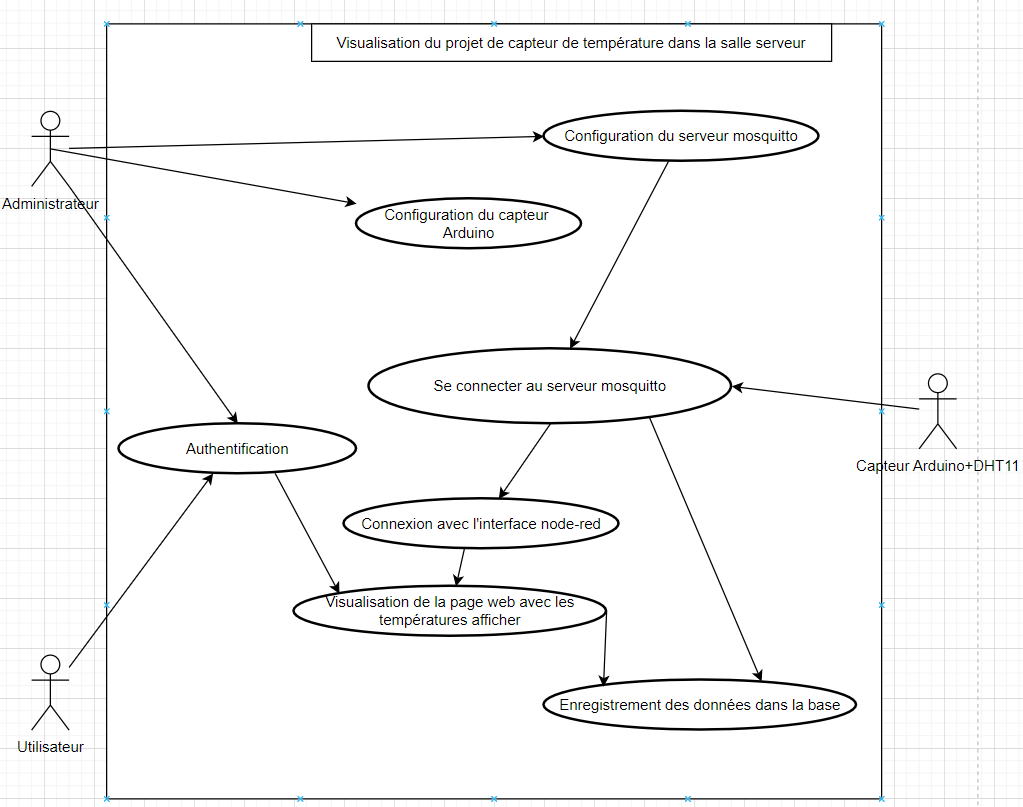 Visualisation du projet de capteur de température dans la salle serveur
Configuration du serveur mosquitto
Administrateur
Configuration du capteur
Arduino
Se connecter au serveur mosquitto
Authentification
Capteur Arduino+DHT11
Connexion avec l'interface node-red
Visualisation de la page web avec les
températures afficher
Enregistrement des données dans la base
Utilisateur